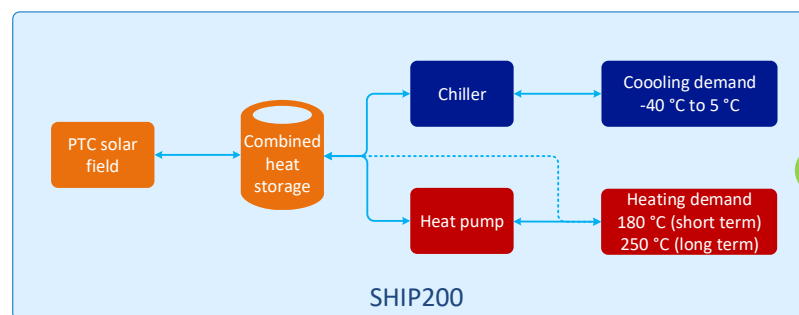 PTC solar
field
Combined
heat
storage
Chiller
Coooling demand
-40 °C to 5 °C
Heat pump
Heating demand
180 °C (short term)
250 °C (long term)
SHIP200